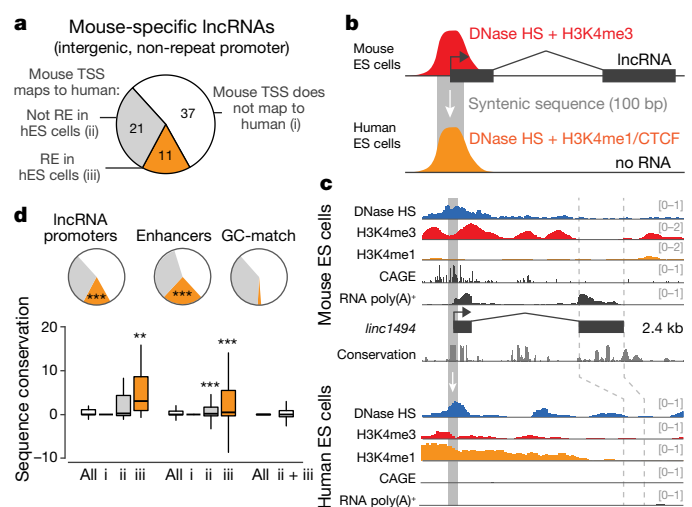 a
Mouse-specific lncRNAs
(intergenic, non-repeat promoter)
Mouse TSS
maps to human:
Not RE in
hES cells (ii)
RE in
hES cells (iii)
37
21
11
Mouse TSS does
not map to
human (i)
b
Mouse
ES cells
DNase HS + H3K4me3
lncRNA
Syntenic sequence (100 bp)
Human
ES cells
DNase HS + H3K4me1/CTCF
no RNA
c
Mouse ES cells
DNase HS
[0–1]
H3K4me3
[0–2]
H3K4me1
[0–2]
CAGE
RNA poly(A)+
[0–1]
linc1494
2.4 kb
Conservation
Human ES cells
DNase HS
[0–1]
H3K4me3
[0–1]
H3K4me1
[0–1]
CAGE
[0–1]
RNA poly(A)+
[0–1]
d
lncRNA
promoters
Enhancers
GC-match
***
***
Sequence conservation
20
10
0
–10
**
***
***
All i ii iii
All i ii iii
All ii + iii